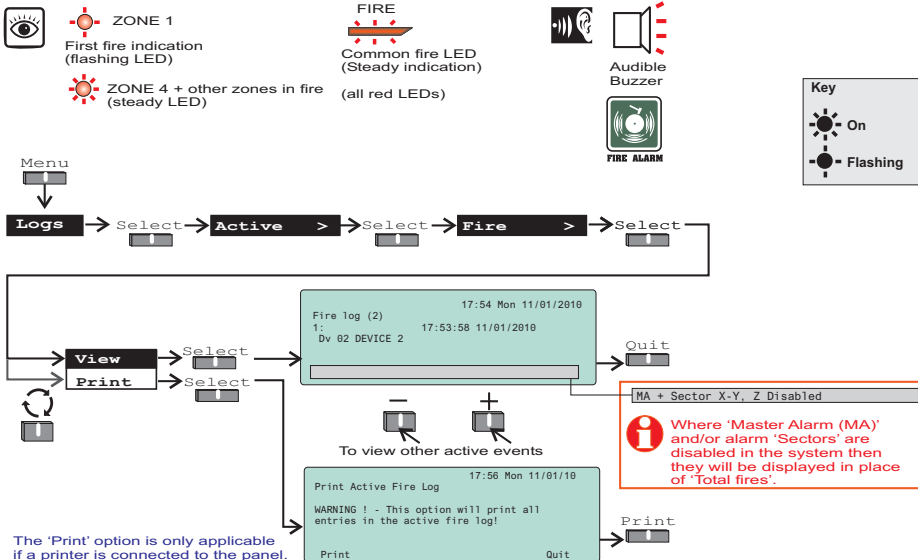 ZONE 1
First fire indication
(flashing LED)
ZONE 4 + other zones in fire
(steady LED)
FIRE
Common fire LED
(Steady indication)
(all red LEDs)
Audible
Buzzer
FIRE ALARM
Key
On
Flashing
Menu
Logs
Select
Active >
Select
Fire >
Select
17:54 Mon 11/01/2010
Fire log (2)
1: 17:53:58 11/01/2010
Dv 02 DEVICE 2
View
Select
Print
Select
Quit
MA + Sector X-Y, Z Disabled
Where ‘Master Alarm (MA)’
and/or alarm ‘Sectors’ are
disabled in the system then
they will be displayed in place
of ‘Total fires’.
– +
To view other active events
17:56 Mon 11/01/10
Print Active Fire Log
WARNING ! - This option will print all
entries in the active fire log!
Print Quit
Print
The ‘Print’ option is only applicable
if a printer is connected to the panel.